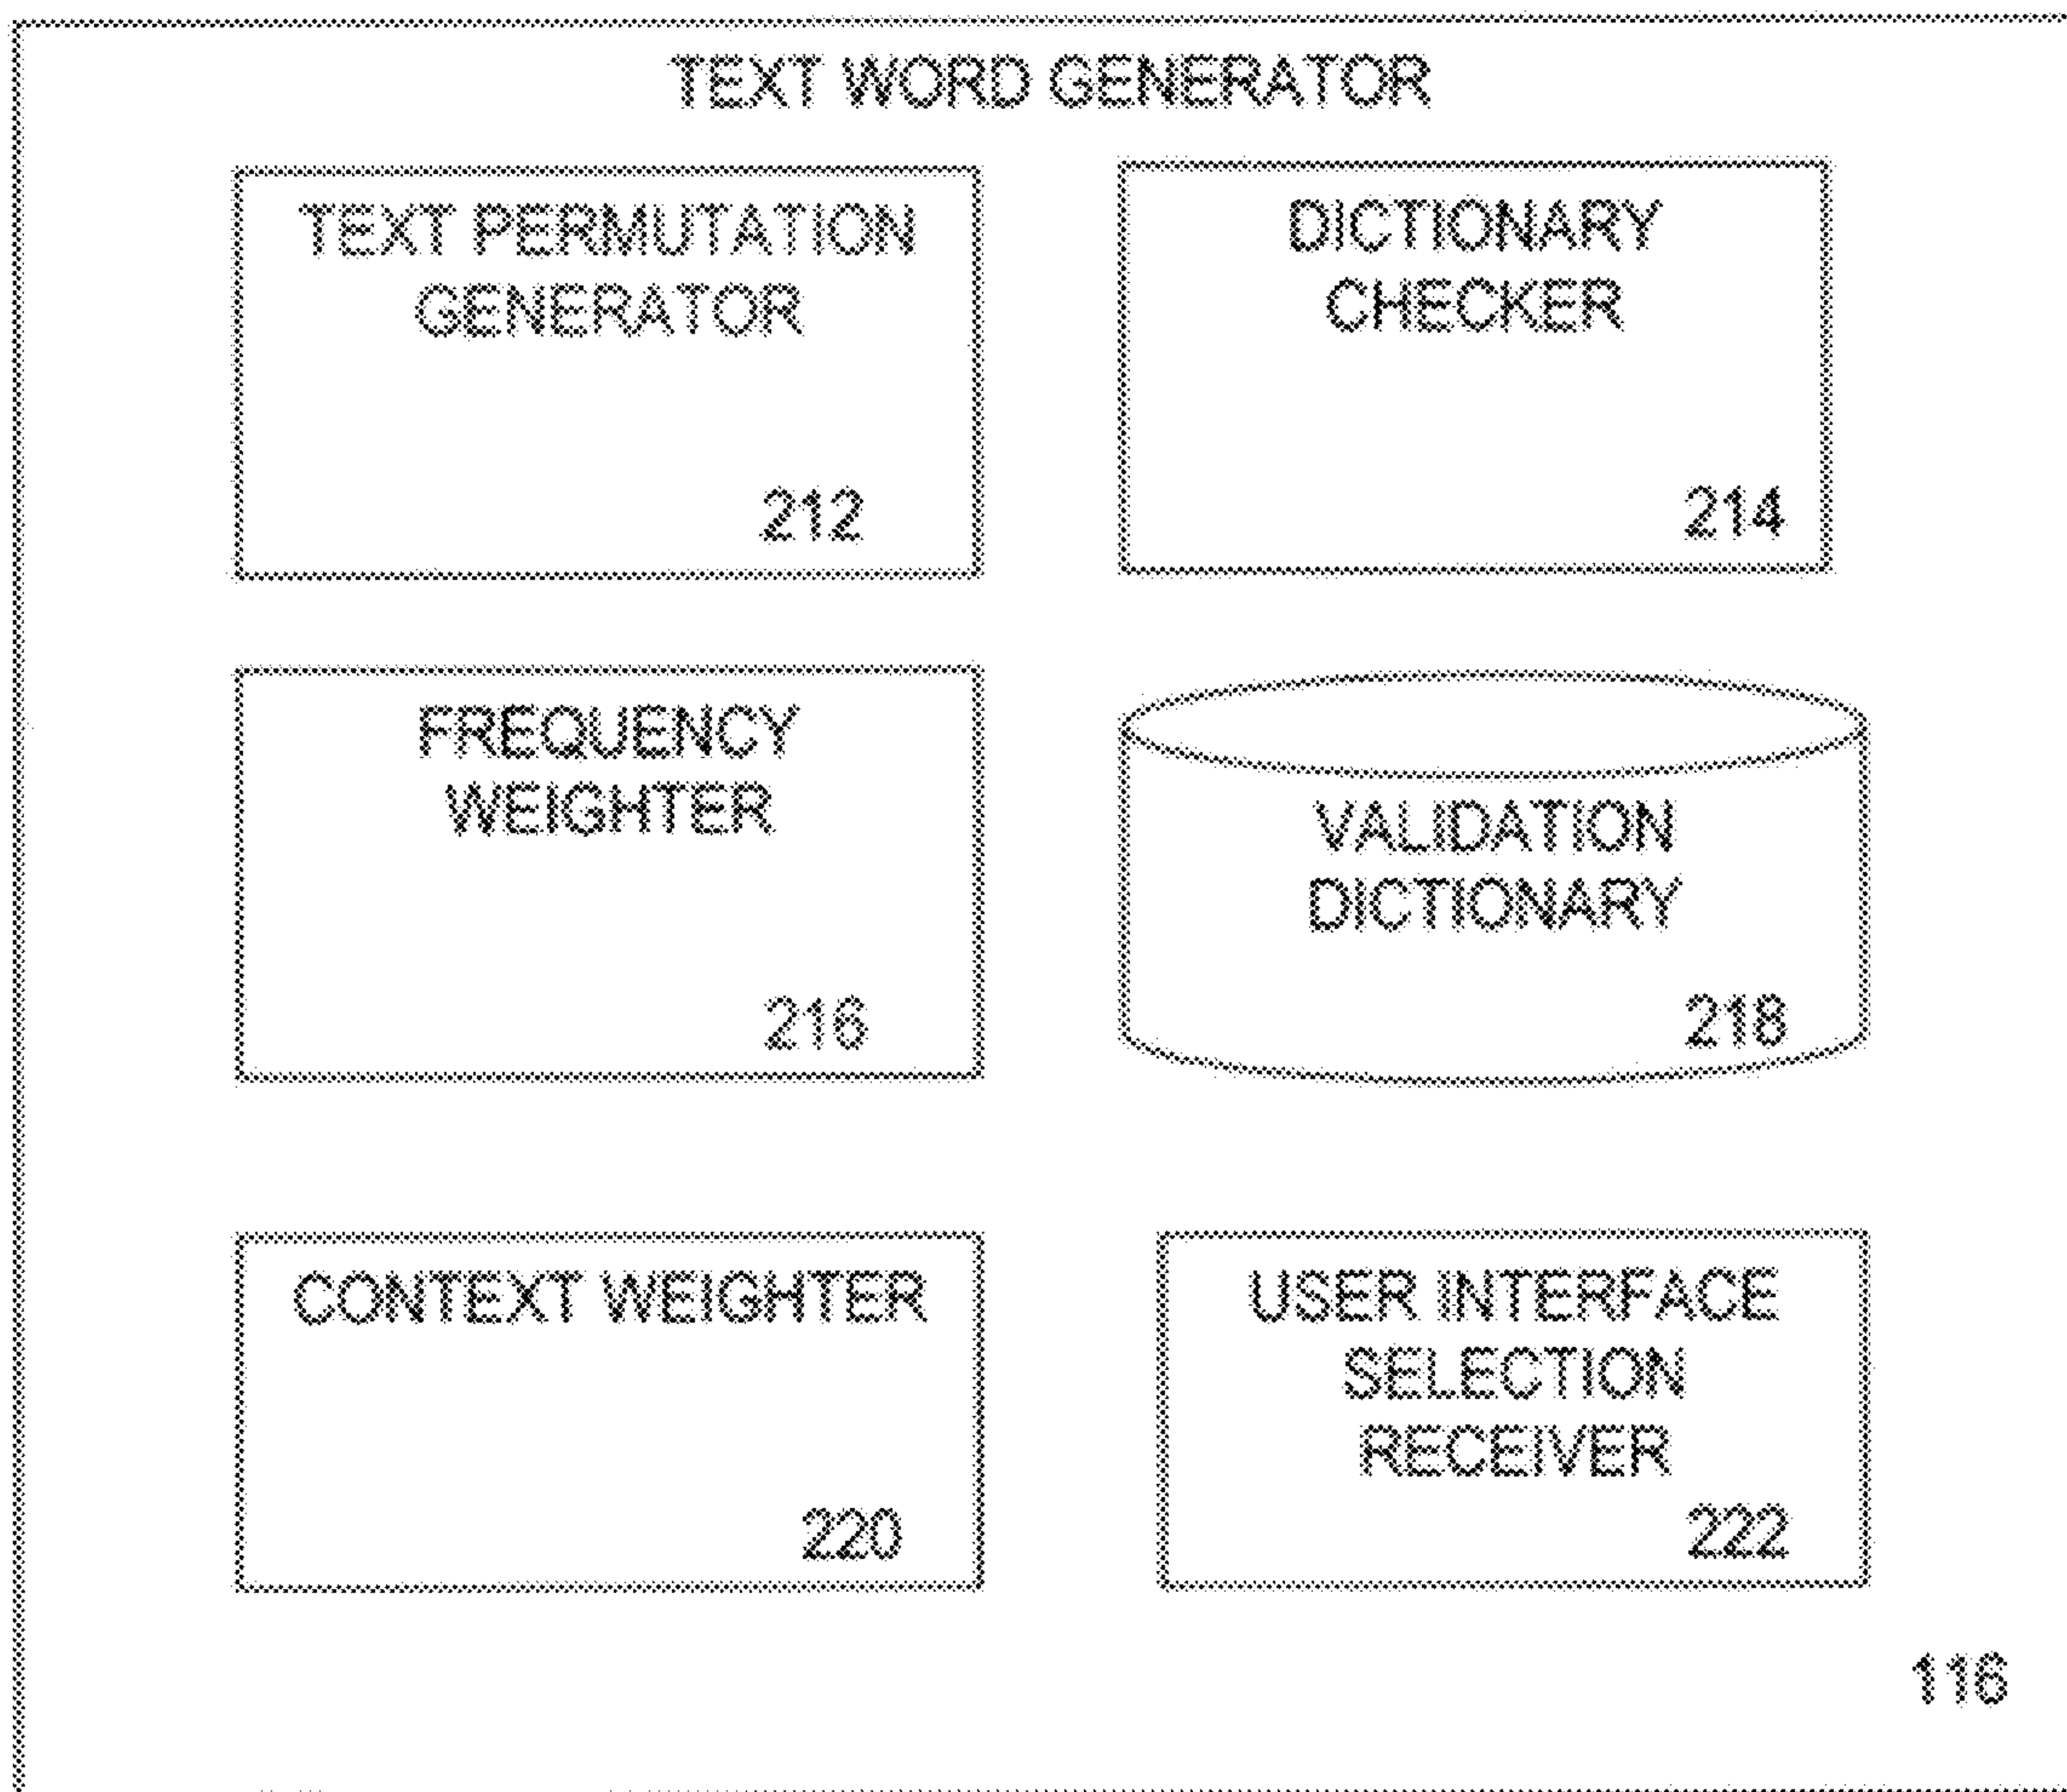 TEXT WORD GENERATOR
TEXT PERMUTATION
GENERATOR
212
DICTIONARY
CHECKER
214
FREQUENCY
WEIGHTER
216
VALIDATION
DICTIONARY
218
CONTEXT WEIGHTER
220
USER INTERFACE
SELECTION
RECEIVER
222
116